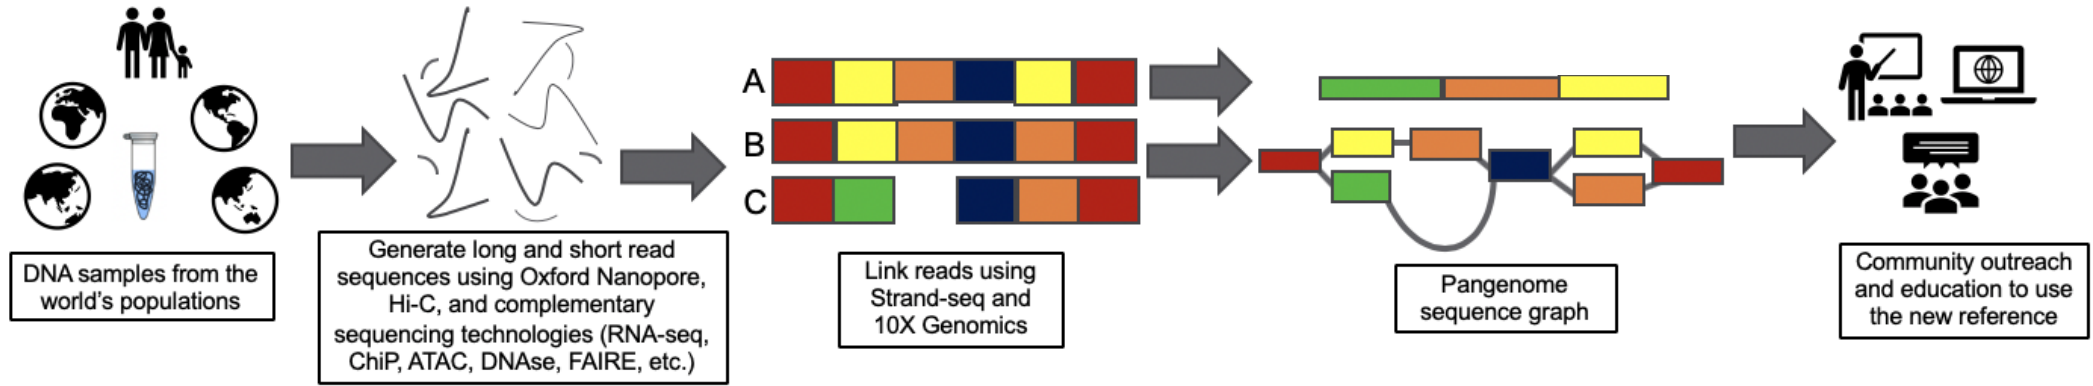 A
B
C
DNA samples from the
world's populations
Generate long and short read
sequences using Oxford Nanopore,
Hi-C, and complementary
sequencing technologies (RNA-seq,
ChiP, ATAC, DNAse, FAIRE, etc.)
Link reads using
Strand-seq and
10X Genomics
Pangenome
sequence graph
Community outreach
and education to use
the new reference